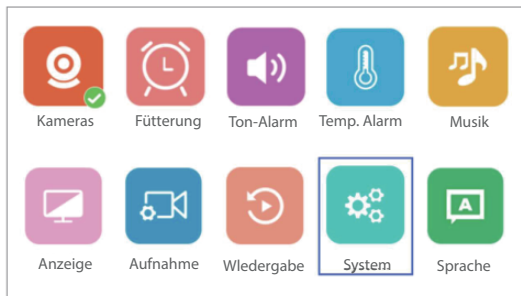 Kameras Fütterung Ton-Alarm Temp. Alarm Musik
A
Anzeige Aufnahme Wledergabe System Sprache